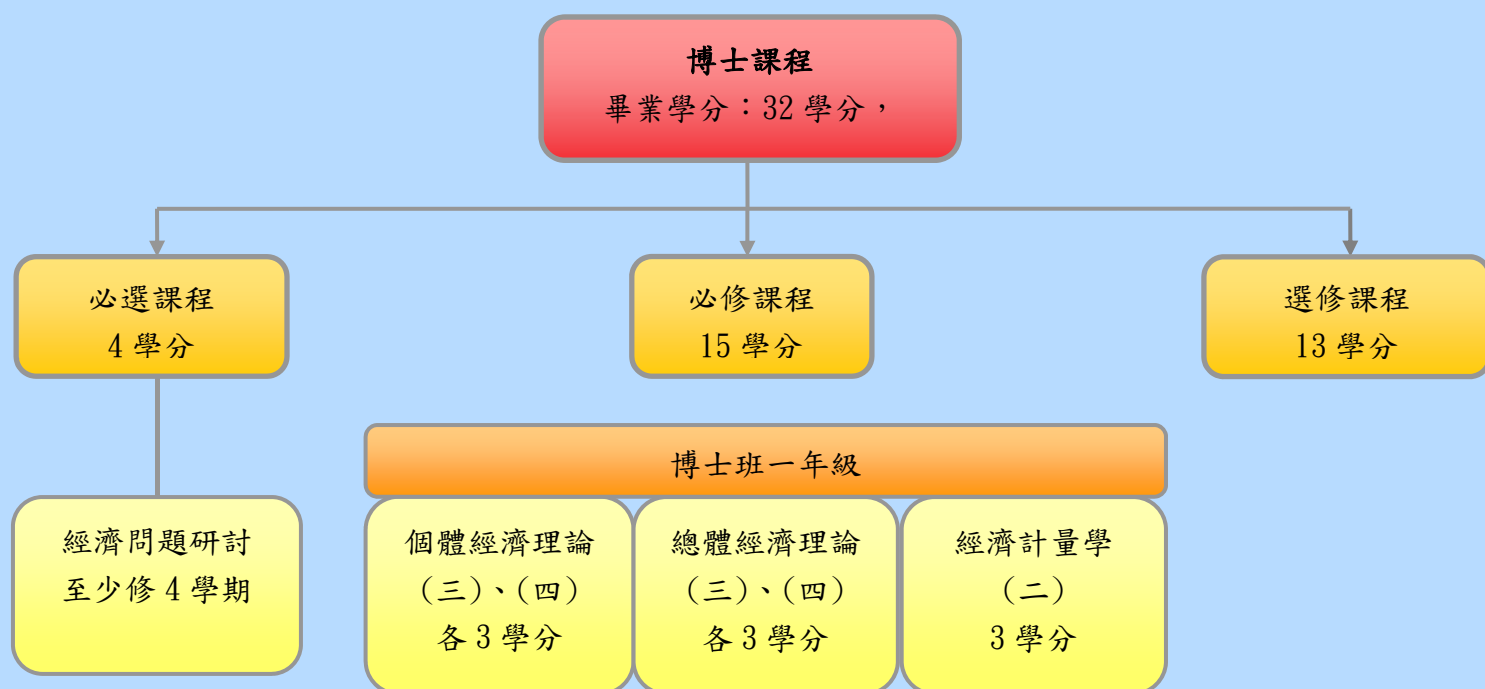 博士課程
畢業學分：32 學分，
必選課程
4 學分
必修課程
15 學分
選修課程
13 學分
博士班一年級
經濟問題研討
至少修 4 學期
個體經濟理論
(三)、(四)
各 3 學分
總體經濟理論
(三)、(四)
各 3 學分
經濟計量學
(二)
3 學分